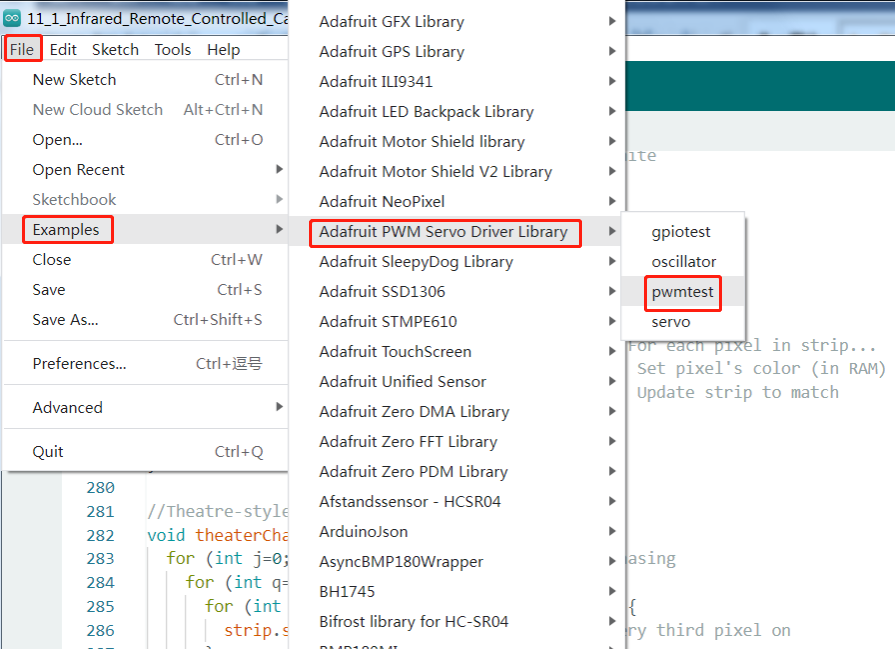 11_1_Infrared_Remote_Controlled_Ca
File Edit Sketch Tools Help
New Sketch Ctrl+N
New Cloud Sketch Alt+Ctrl+N
Open... Ctrl+O
Open Recent
Sketchbook
Examples
Close Ctrl+W
Save Ctrl+S
Save As... Ctrl+Shift+S
Preferences... Ctrl+逗号
Advanced
Quit Ctrl+Q
Adafruit GFX Library
Adafruit GPS Library
Adafruit ILI9341
Adafruit LED Backpack Library
Adafruit Motor Shield library
Adafruit Motor Shield V2 Library
Adafruit NeoPixel
Adafruit PWM Servo Driver Library
Adafruit SleepyDog Library
Adafruit SSD1306
Adafruit STMPE610
Adafruit TouchScreen
Adafruit Unified Sensor
Adafruit Zero DMA Library
Adafruit Zero FFT Library
Adafruit Zero PDM Library
Afstandssensor - HCSR04
ArduinoJson
AsyncBMP180Wrapper
BH1745
Bifrost library for HC-SR04
gpiotest
oscillator
pwmtest
servo
ite
For each pixel in strip...
Set pixel's color (in RAM)
Update strip to match
280
281 //Theatre-style
282 void theaterCha
283 for (int j=0; asing
284 for (int q=
285 for (int {
286 strip.s ry third pixel on